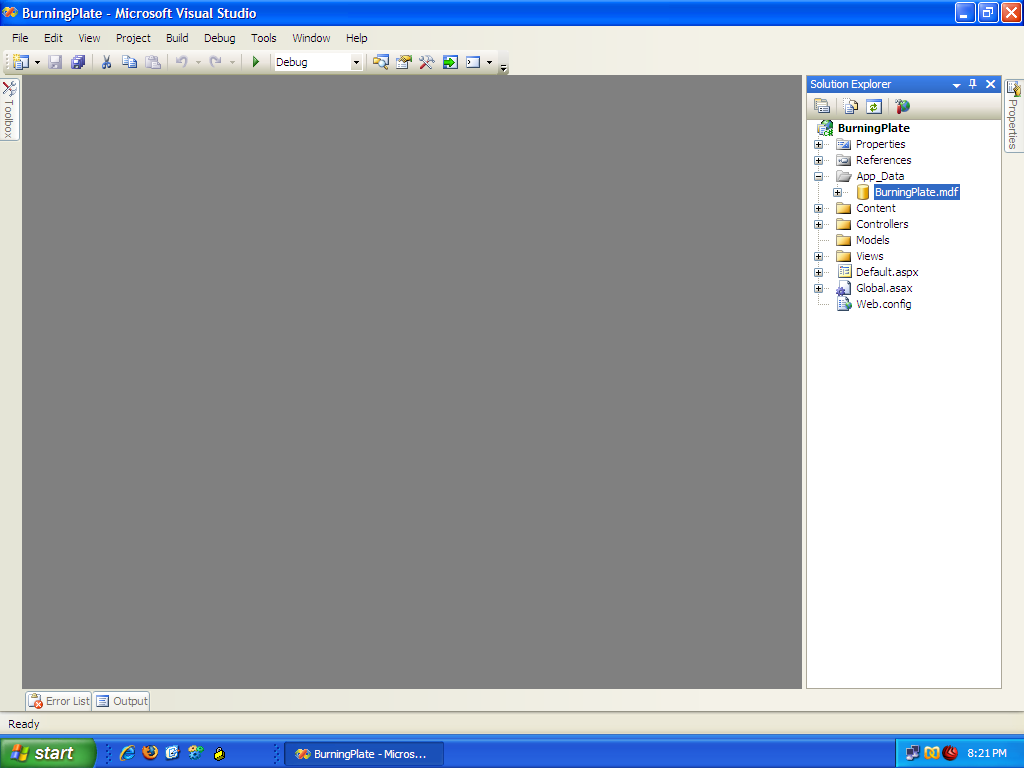 BurningPlate - Microsoft Visual Studio
File Edit View Project Build Debug Tools Window Help
Debug
Toolbox
Solution Explorer
Properties
BurningPlate
Properties
References
App_Data
BurningPlate.mdf
Content
Controllers
Models
Views
Default.aspx
Global.asax
Web.config
Error List Output
Ready
start
BurningPlate - Micros...
8:21 PM